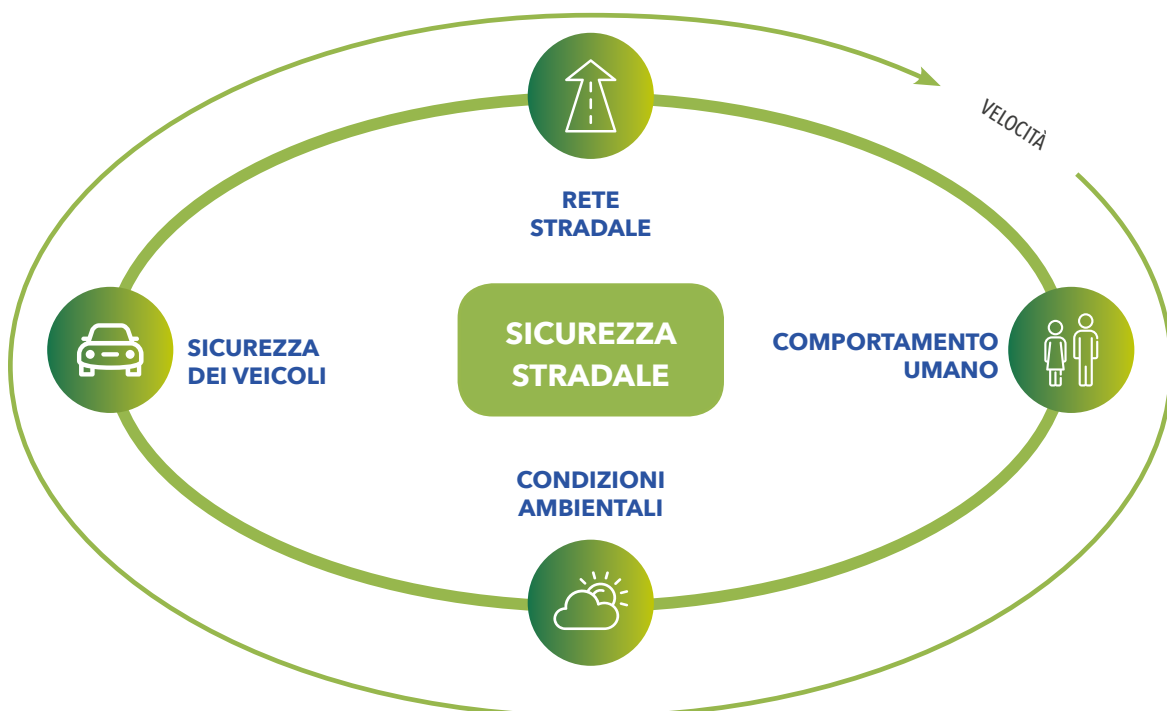 VELOCITÀ
RETE
STRADALE
SICUREZZA
DEI VEICOLI
SICUREZZA
STRADALE
COMPORTAMENTO
UMANO
CONDIZIONI
AMBIENTALI